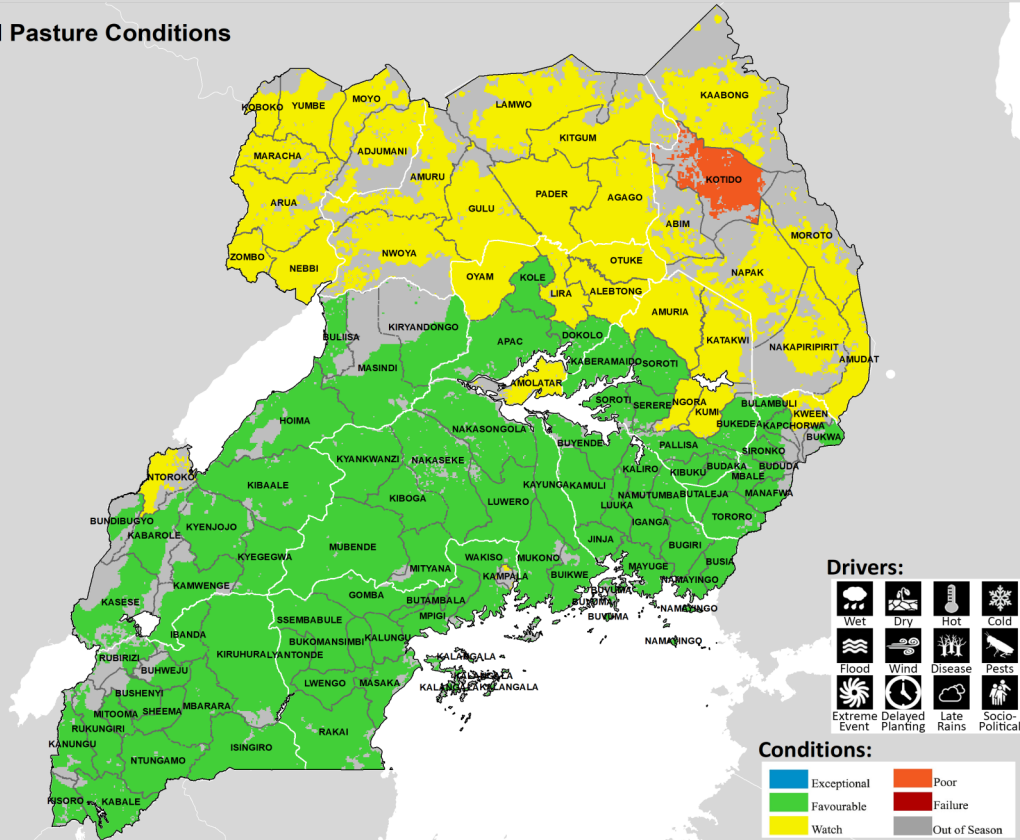 l Pasture Conditions
KAABONG
KOBOKO
YUMBE
MOYO
LAMWO
KITGUM
MARACHA
ADJUMANI
AMURU
KOTIDO
ARUA
GULU
PADER
AGAGO
ABIM
MOROTO
ZOMBO
NEBBI
NWOYA
OYAM
KOLE
OTUKE
NAPAK
LIRA
ALEBTONG
AMURIA
BULIISA
KIRYANDONGO
APAC
DOKOLO
KATAKWI
NAKAPIRIPIRIT
AMUDAT
MASINDI
KABERAMAIDO
SOROTI
AMOLATAR
SOROTI
SERERE
NGORA
KUMI
BULAMBULI
KWEEN
BUKEDEA
KAPCHORWA
BUKWA
HOIMA
NAKASONGOLA
BUYENDE
PALLISA
SIRONKO
KYANKWANZI
NAKASEKE
KALIRO
KIBUKU
BUDAKA
BUDUDA
MBALE
NTOROKO
KIBAALE
KIBOGA
LUWERO
KAYUNGA
KAMULI
NAMUTUMBA
BUTALEJA
MANAFWA
LUUKA
BUNDIBUGYO
KABAROLE
KYENJOJO
IGANGA
TORORO
KYEGEGWA
MUBENDE
JINJA
BUGIRI
WAKISO
MUKONO
MITYANA
KAMPALA
BUIKWE
MAYUGE
BUSIA
NAMAYINGO
KASESE
KAMWENGE
GOMBA
BUTAMBALA
BUVUMA
BUVUMA
NAMAYINGO
MPIGI
BUVUMA
SSEMBABULE
IBANDA
BUKOMANSIMBI
KALUNGU
NAMAYINGO
RUBIRIZI
BUHWEJU
KIRUHURA
LYANTONDE
KALANGALA
KALANGALA
LWENGO
MASAKA
KALANGALA
KALANGALA
BUSHENYI
MITOOMA
SHEEMA
MBARARA
RUKUNGIRI
RAKAI
KANUNGU
ISINGIRO
NTUNGAMO
KISORO
KABALE
Drivers:
Wet
Dry
Hot
Cold
Flood
Wind
Disease
Pests
Extreme
Event
Delayed
Planting
Late
Rains
Socio-
Political
Conditions:
Exceptional
Poor
Favourable
Failure
Watch
Out of Season